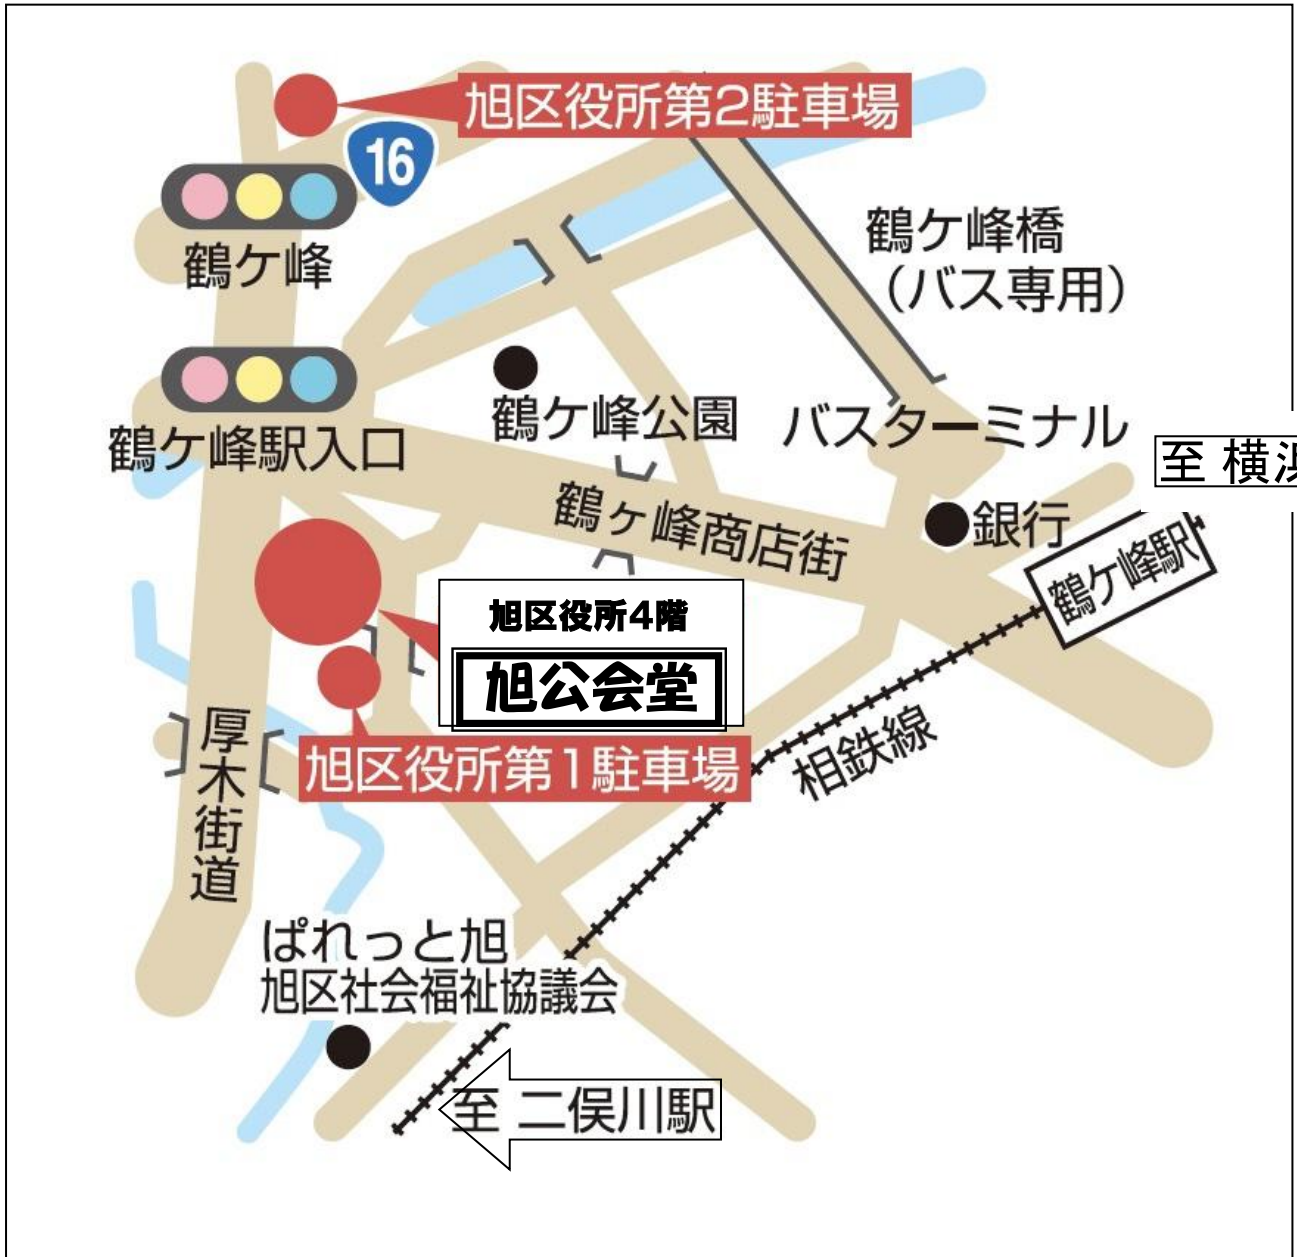 旭区役所第2駐車場
16
鶴ケ峰
鶴ケ峰橋
（バス専用）
鶴ケ峰公園
バスターミナル
鶴ケ峰駅入口
至 横浜
鶴ヶ峰商店街
銀行
鶴ケ峰駅
旭区役所4階
旭公会堂
厚木街道
旭区役所第1駐車場
相鉄線
ぱれっと旭
旭区社会福祉協議会
至 二俣川駅